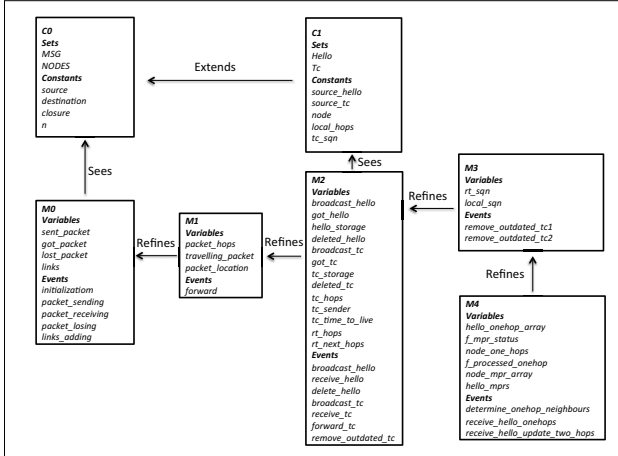 C0
Sets
MSG
NODES
Constants
source
destination
closure
n
Extends
C1
Sets
Hello
Tc
Constants
source_hello
source_tc
node
local_hops
tc_sqn
Sees
Sees
M0
Variables
sent_packet
got_packet
lost_packet
links
Events
initializatiom
packet_sending
packet_receiving
packet_losing
links_adding
Refines
M1
Variables
packet_hops
travelling_packet
packet_location
Events
forward
Refines
M2
Variables
broadcast_hello
got_hello
hello_storage
deleted_hello
broadcast_tc
got_tc
tc_storage
deleted_tc
tc_hops
tc_sender
tc_time_to_live
rt_hops
rt_next_hops
Events
broadcast_hello
receive_hello
delete_hello
broadcast_tc
receive_tc
forward_tc
remove_outdated_tc
Refines
M3
Variables
rt_sqn
local_sqn
Events
remove_outdated_tc1
remove_outdated_tc2
Refines
M4
Variables
hello_onehop_array
f_mpr_status
node_one_hops
f_processed_onehop
node_mpr_array
hello_mprs
Events
determine_onehop_neighbours
receive_hello_onehops
receive_hello_update_two_hops